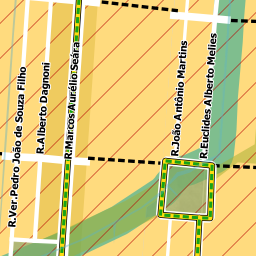 R.Ver.Pedro João de Souza Filho
R.Alberto Dagnoni
R.Marcos Aurélio Seára
R.João Antônio Martins
R.Euclides Alberto Melies